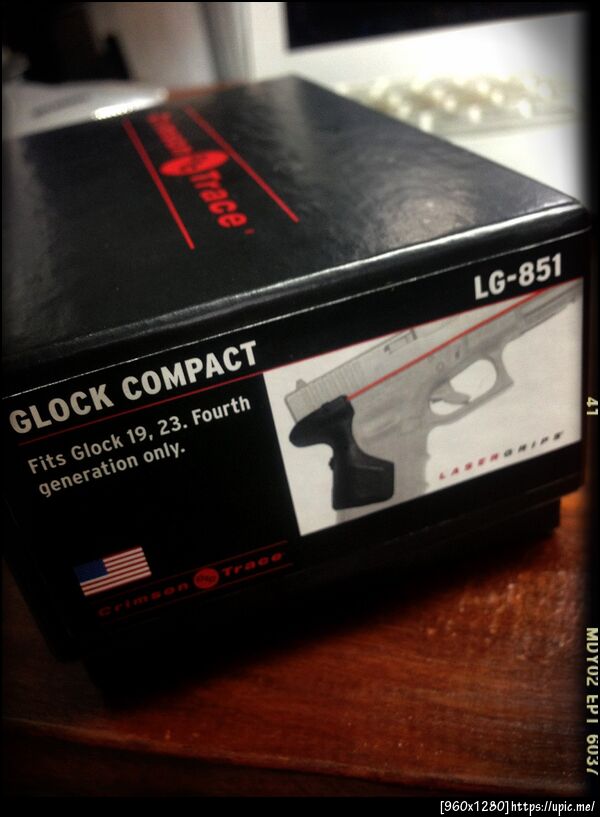 Crimson Trace
LG-851
GLOCK COMPACT
Fits Glock 19, 23. Fourth
generation only.
LASERGRIPS
Crimson Trace
41
[960x1280]https://upic.me/